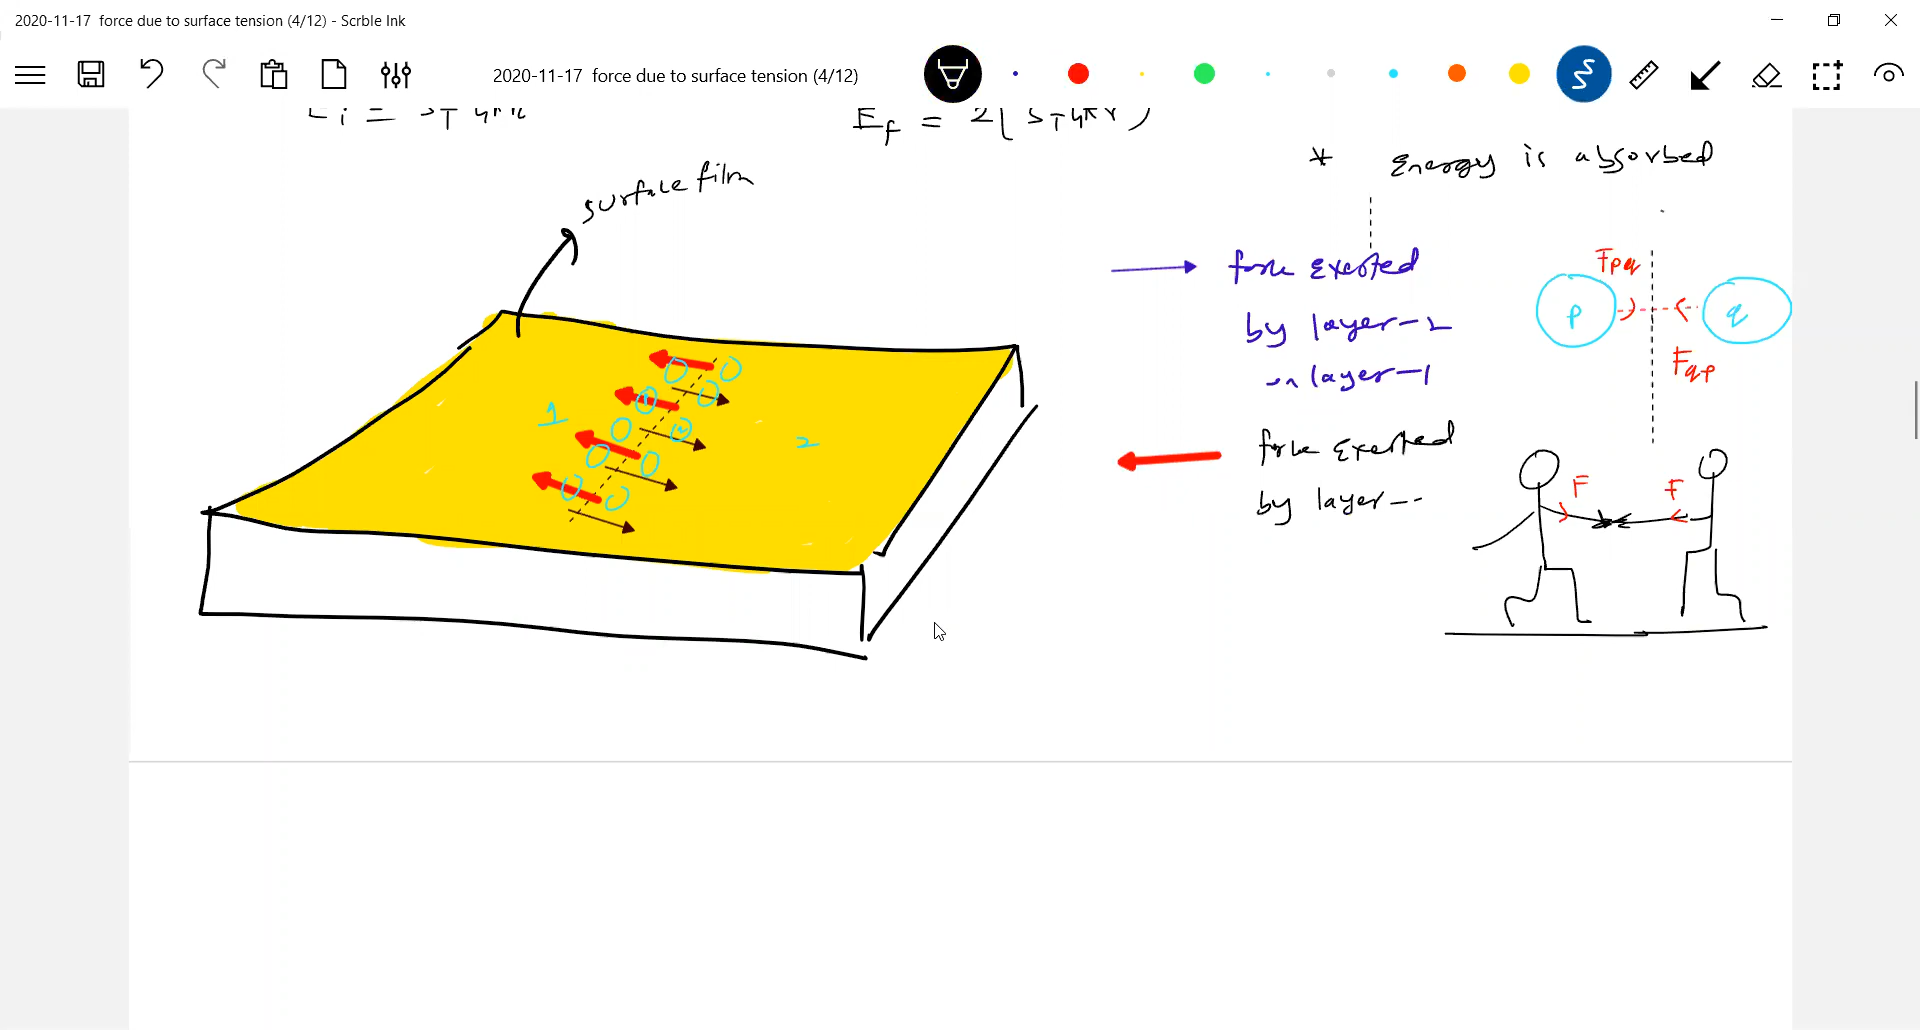 2020-11-17 force due to surface tension (4/12) - Scrble Ink
2020-11-17 force due to surface tension (4/12)
* Energy is absorbed
surface film
force exerted
by layer-2
on layer-1
force exerted
by layer--
1
2
Fpq
p
q
Fqp
F
F